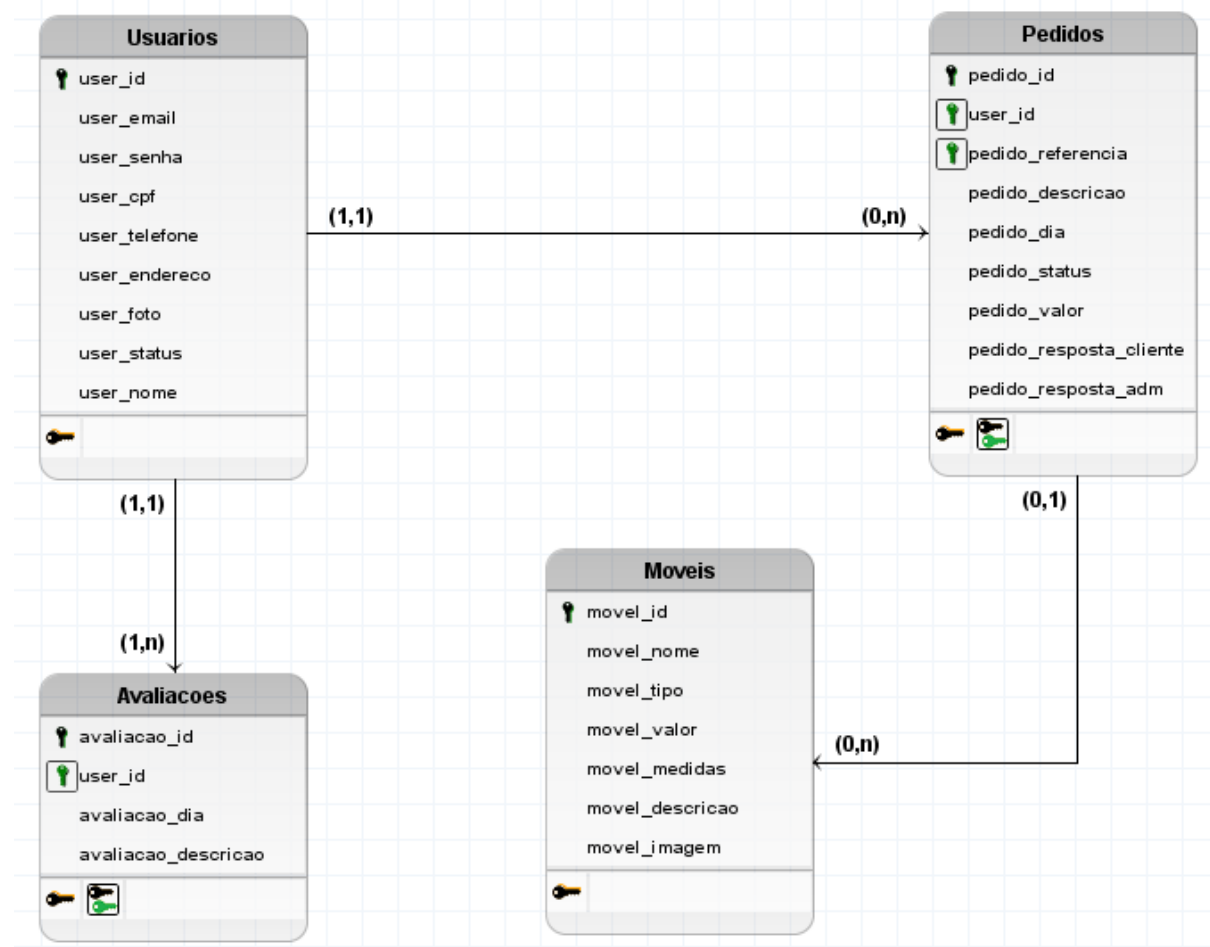 Usuarios
user_id
user_email
user_senha
user_cpf
user_telefone
user_endereco
user_foto
user_status
user_nome
(1,1)
(0,n)
Pedidos
pedido_id
user_id
pedido_referencia
pedido_descricao
pedido_dia
pedido_status
pedido_valor
pedido_resposta_cliente
pedido_resposta_adm
(1,1)
(1,n)
(0,1)
(0,n)
Avaliacoes
avaliacao_id
user_id
avaliacao_dia
avaliacao_descricao
Moveis
movel_id
movel_nome
movel_tipo
movel_valor
movel_medidas
movel_descricao
movel_imagem